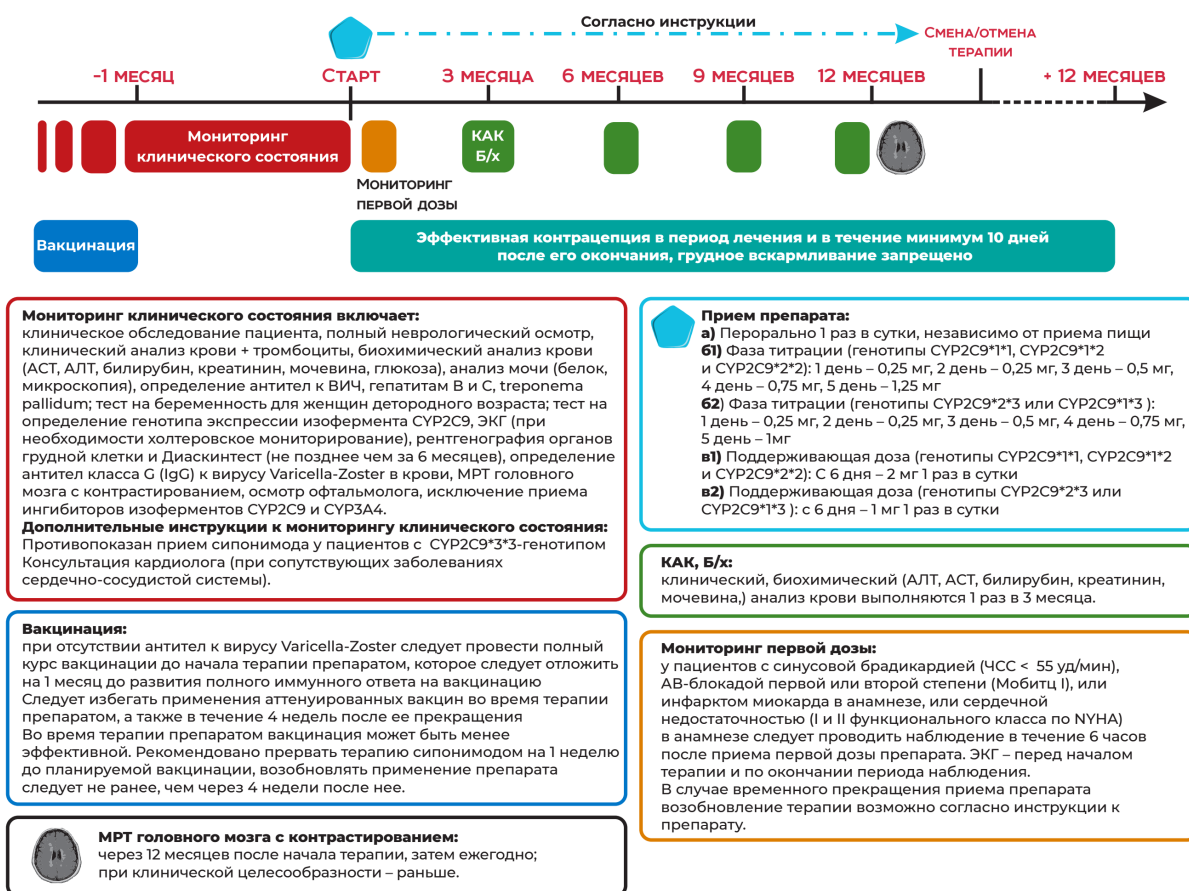 Согласно инструкции
Смена/отмена
терапии
-1 месяц
Старт
3 месяца
6 месяцев
9 месяцев
12 месяцев
+ 12 месяцев
Мониторинг
клинического состояния
КАК
Б/х
Мониторинг
первой дозы
Вакцинация
Эффективная контрацепция в период лечения и в течение минимум 10 дней
после его окончания, грудное вскармливание запрещено
Мониторинг клинического состояния включает:
клиническое обследование пациента, полный неврологический осмотр,
клинический анализ крови + тромбоциты, биохимический анализ крови
(АСТ, АЛТ, билирубин, креатинин, мочевина, глюкоза), анализ мочи (белок,
микроскопия), определение антител к ВИЧ, гепатитам В и С, treponema
pallidum; тест на беременность для женщин детородного возраста; тест на
определение генотипа экспрессии изофермента CYP2C9, ЭКГ (при
необходимости холтеровское мониторирование), рентгенография органов
грудной клетки и Диаскинтест (не позднее чем за 6 месяцев), определение
антител класса G (IgG) к вирусу Varicella-Zoster в крови, МРТ головного
мозга с контрастированием, осмотр офтальмолога, исключение приема
ингибиторов изоферментов CYP2C9 и CYP3A4.
Дополнительные инструкции к мониторингу клинического состояния:
Противопоказан прием сипонимода у пациентов с CYP2C9*3*3-генотипом
Консультация кардиолога (при сопутствующих заболеваниях
сердечно-сосудистой системы).
Вакцинация:
при отсутствии антител к вирусу Varicella-Zoster следует провести полный
курс вакцинации до начала терапии препаратом, которое следует отложить
на 1 месяц до развития полного иммунного ответа на вакцинацию
Следует избегать применения аттенуированных вакцин во время терапии
препаратом, а также в течение 4 недель после ее прекращения
Во время терапии препаратом вакцинация может быть менее
эффективной. Рекомендовано прервать терапию сипонимодом на 1 неделю
до планируемой вакцинации, возобновлять применение препарата
следует не ранее, чем через 4 недели после нее.
МРТ головного мозга с контрастированием:
через 12 месяцев после начала терапии, затем ежегодно;
при клинической целесообразности – раньше.
Прием препарата:
а) Перорально 1 раз в сутки, независимо от приема пищи
б1) Фаза титрации (генотипы CYP2C9*1*1, CYP2C9*1*2
и CYP2C9*2*2): 1 день – 0,25 мг, 2 день – 0,25 мг, 3 день – 0,5 мг,
4 день – 0,75 мг, 5 день – 1,25 мг
б2) Фаза титрации (генотипы CYP2C9*2*3 или CYP2C9*1*3 ):
1 день – 0,25 мг, 2 день – 0,25 мг, 3 день – 0,5 мг, 4 день – 0,75 мг,
5 день – 1мг
в1) Поддерживающая доза (генотипы CYP2C9*1*1, CYP2C9*1*2
и CYP2C9*2*2): С 6 дня – 2 мг 1 раз в сутки
в2) Поддерживающая доза (генотипы CYP2C9*2*3 или
CYP2C9*1*3 ): с 6 дня – 1 мг 1 раз в сутки
КАК, Б/х:
клинический, биохимический (АЛТ, АСТ, билирубин, креатинин,
мочевина,) анализ крови выполняются 1 раз в 3 месяца.
Мониторинг первой дозы:
у пациентов с синусовой брадикардией (ЧСС < 55 уд/мин),
АВ-блокадой первой или второй степени (Мобитц I), или
инфарктом миокарда в анамнезе, или сердечной
недостаточностью (I и II функционального класса по NYHA)
в анамнезе следует проводить наблюдение в течение 6 часов
после приема первой дозы препарата. ЭКГ – перед началом
терапии и по окончании периода наблюдения.
В случае временного прекращения приема препарата
возобновление терапии возможно согласно инструкции к
препарату.